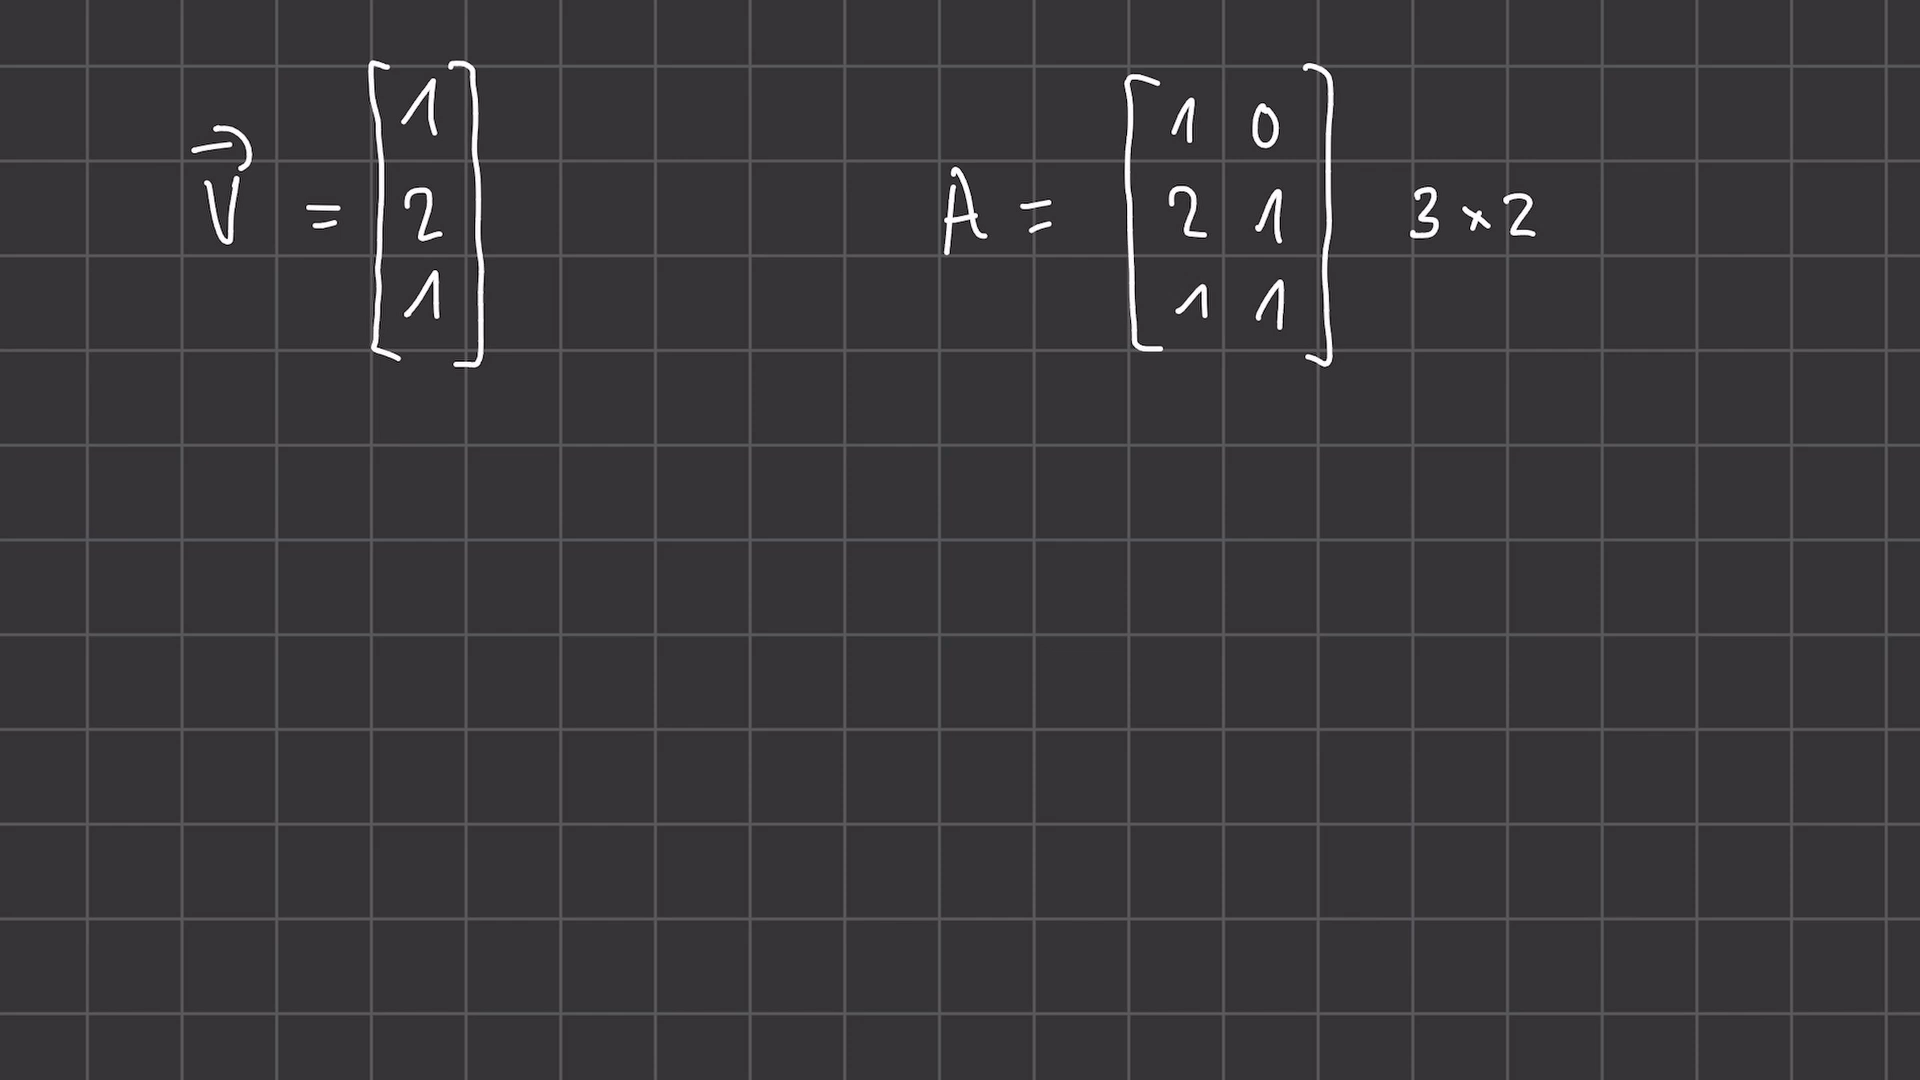 v⃗ = [1 2 1]
A = [1 0 2 1 1 1] 3×2